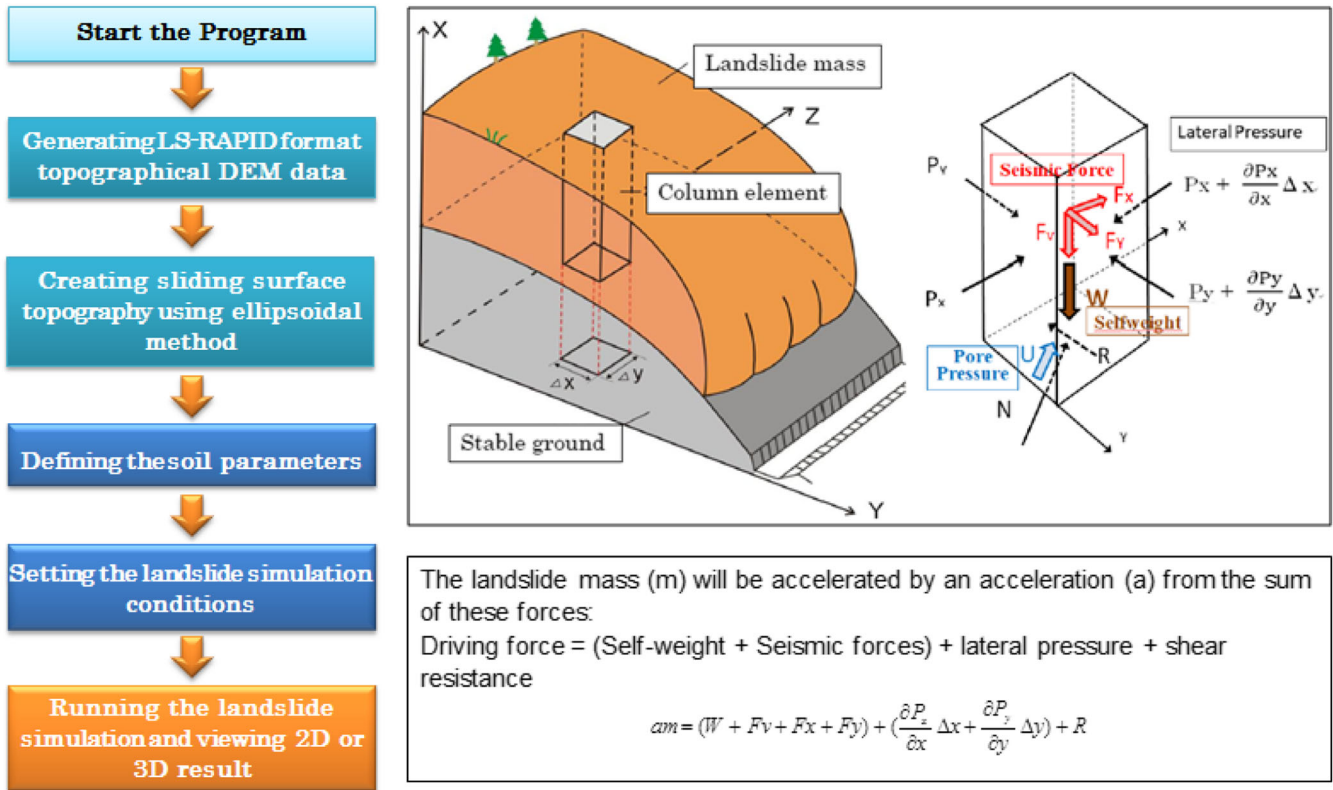 Start the Program
Generating LS-RAPID format
topographical DEM data
Creating sliding surface
topography using ellipsoidal
method
Defining the soil parameters
Setting the landslide simulation
conditions
Running the landslide
simulation and viewing 2D or
3D result
X
Landslide mass
Z
Column element
Δx
Δy
Stable ground
Y
Lateral Pressure
Pᵧ
Seismic Force
Px + ∂Px/∂x Δ x
Fx
Fv
Fy
X
Px
W
Py + ∂Py/∂y Δ y
Selfweight
Pore
Pressure
U
R
N
Y
The landslide mass (m) will be accelerated by an acceleration (a) from the sum
of these forces:
Driving force = (Self-weight + Seismic forces) + lateral pressure + shear
resistance
am = (W + Fv + Fx + Fy) + (∂Pₓ/∂x Δx + ∂Pᵧ/∂y Δy) + R